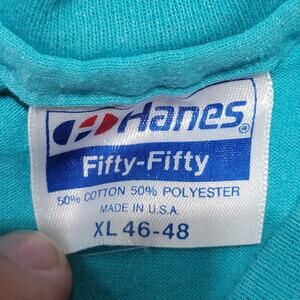 Hanes®
Fifty-Fifty
50% COTTON 50% POLYESTER
MADE IN U.S.A.
XL 46-48